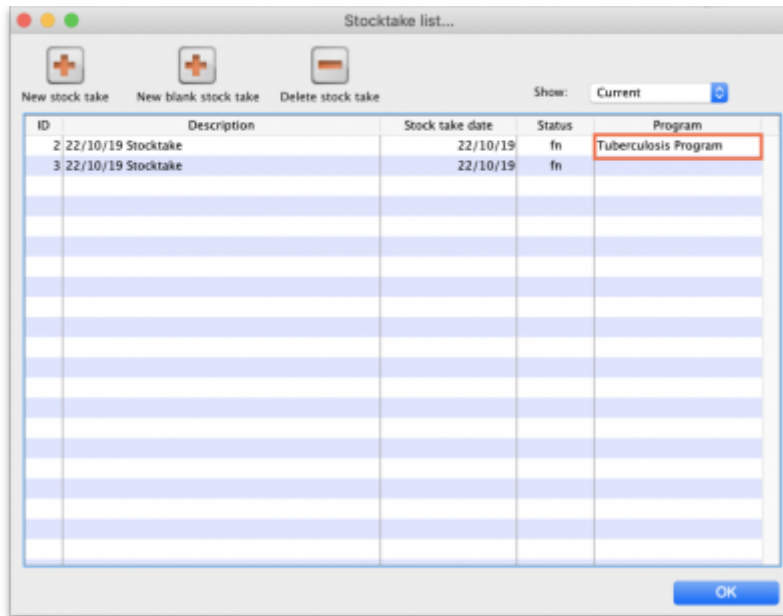 Stocktake list...
New stock take New blank stock take Delete stock take Show: Current
ID Description Stock take date Status Program
2 22/10/19 Stocktake 22/10/19 fn Tuberculosis Program
3 22/10/19 Stocktake 22/10/19 fn
OK